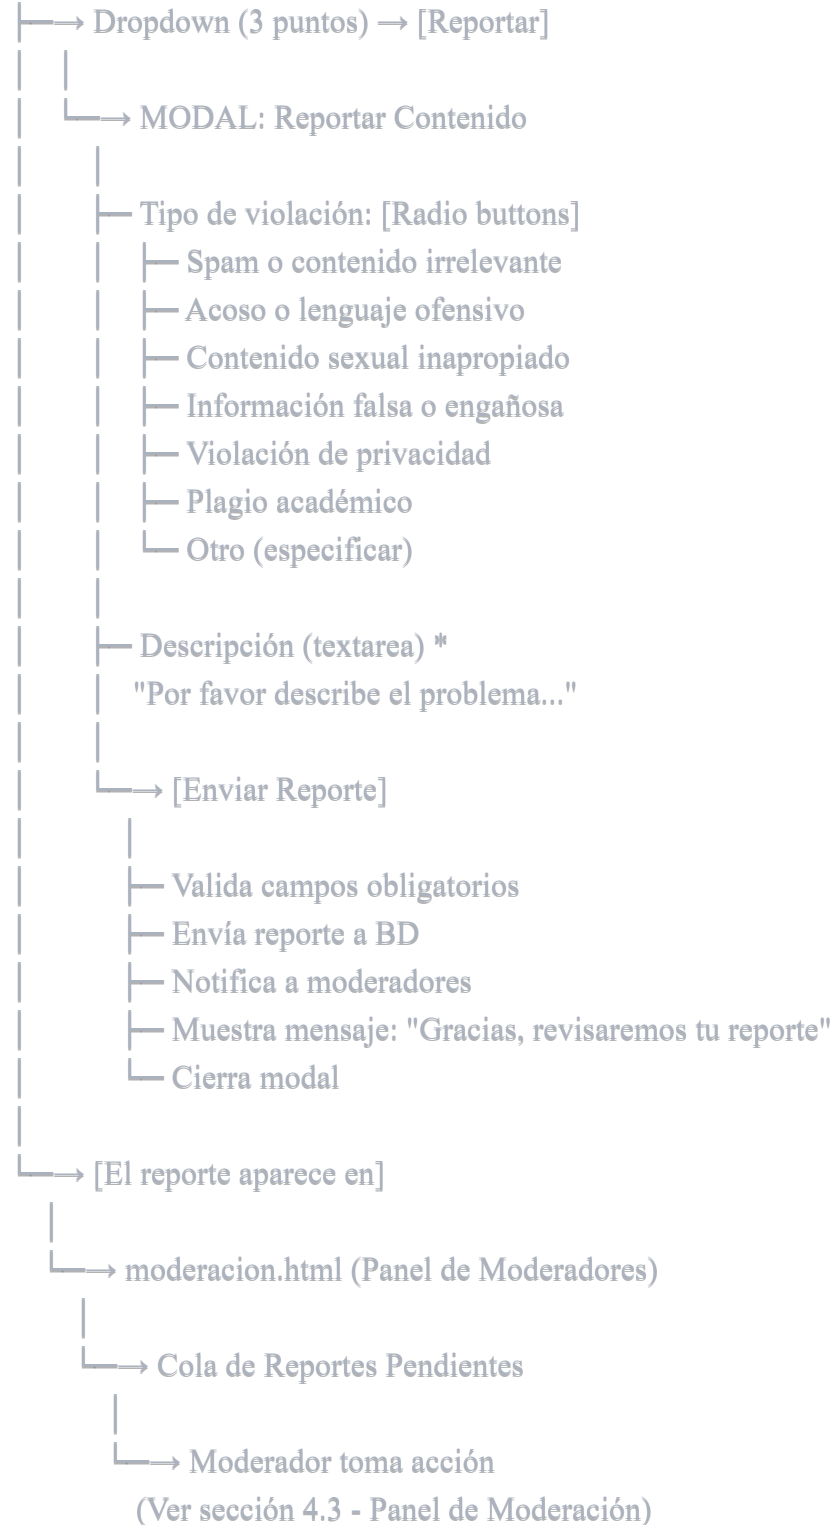 ├──→ Dropdown (3 puntos) → [Reportar]
│   │
│   └──→ MODAL: Reportar Contenido
│       │
│       ├── Tipo de violación: [Radio buttons]
│       │   ├── Spam o contenido irrelevante
│       │   ├── Acoso o lenguaje ofensivo
│       │   ├── Contenido sexual inapropiado
│       │   ├── Información falsa o engañosa
│       │   ├── Violación de privacidad
│       │   ├── Plagio académico
│       │   └── Otro (especificar)
│       │
│       ├── Descripción (textarea) *
│       │   "Por favor describe el problema..."
│       │
│       └──→ [Enviar Reporte]
│           │
│           ├── Valida campos obligatorios
│           ├── Envía reporte a BD
│           ├── Notifica a moderadores
│           ├── Muestra mensaje: "Gracias, revisaremos tu reporte"
│           └── Cierra modal
│
└──→ [El reporte aparece en]
    │
    └──→ moderacion.html (Panel de Moderadores)
        │
        └──→ Cola de Reportes Pendientes
            │
            └──→ Moderador toma acción
                (Ver sección 4.3 - Panel de Moderación)